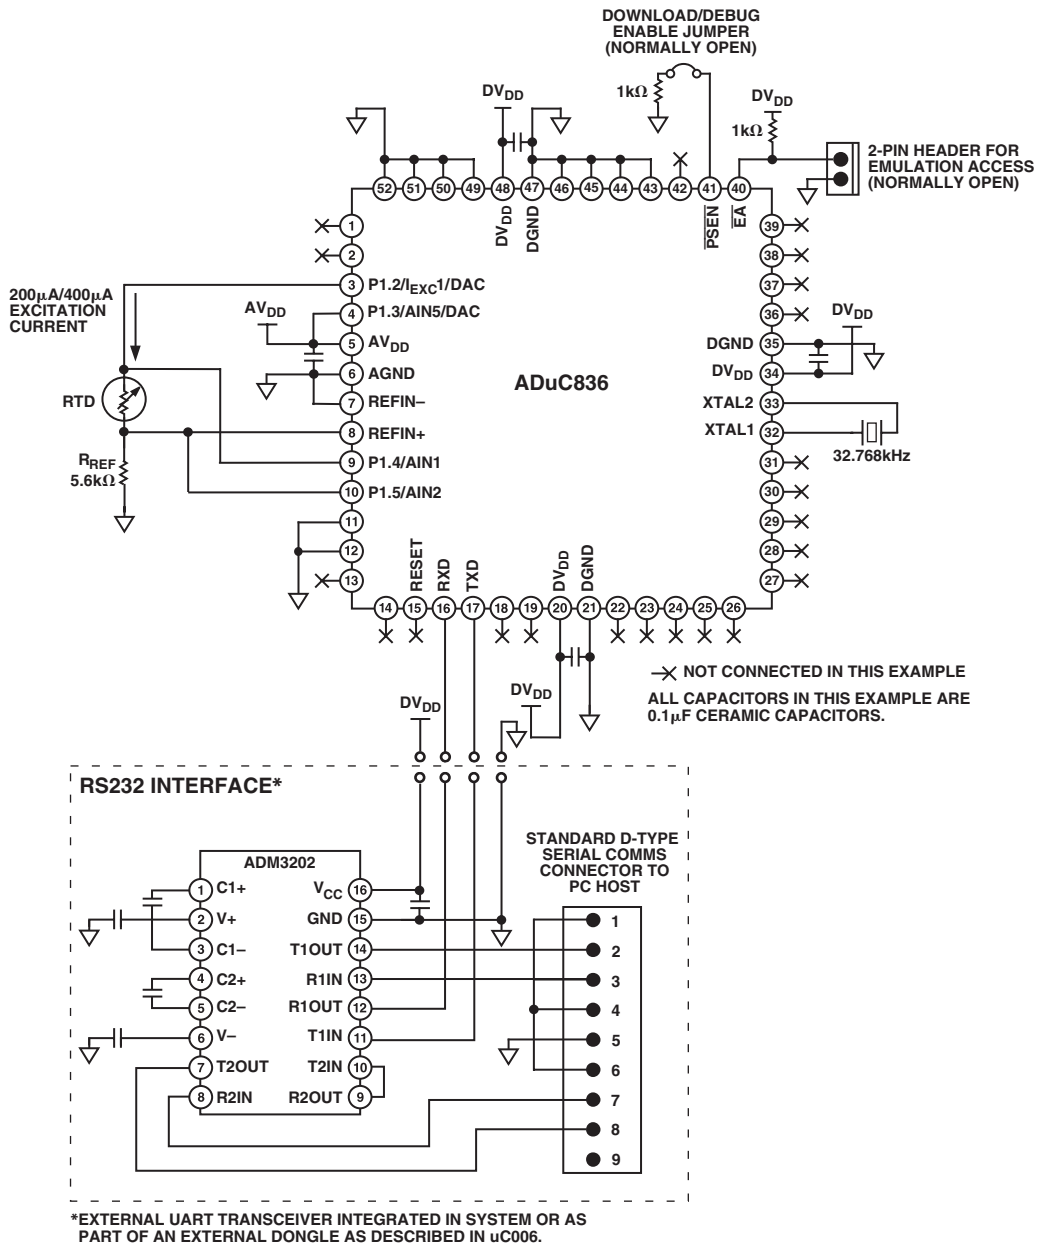 DOWNLOAD/DEBUG
ENABLE JUMPER
(NORMALLY OPEN)
1kΩ
DVDD
DVDD
1kΩ
2-PIN HEADER FOR
EMULATION ACCESS
(NORMALLY OPEN)
52 51 50 49 48 47 46 45 44 43 42 41 40
DVDD
DGND
PSEN
EA
1
2
3 P1.2/IEXC1/DAC
4 P1.3/AIN5/DAC
5 AVDD
6 AGND
7 REFIN–
8 REFIN+
9 P1.4/AIN1
10 P1.5/AIN2
11
12
13
200μA/400μA
EXCITATION
CURRENT
AVDD
RTD
RREF
5.6kΩ
ADuC836
39
38
37
36
DGND 35
DVDD 34
XTAL2 33
XTAL1 32
31
30
29
28
27
DVDD
32.768kHz
RESET
RXD
TXD
DVDD
DGND
14 15 16 17 18 19 20 21 22 23 24 25 26
NOT CONNECTED IN THIS EXAMPLE
ALL CAPACITORS IN THIS EXAMPLE ARE
0.1μF CERAMIC CAPACITORS.
DVDD
DVDD
RS232 INTERFACE*
ADM3202
1 C1+
2 V+
3 C1–
4 C2+
5 C2–
6 V–
7 T2OUT
8 R2IN
VCC 16
GND 15
T1OUT 14
R1IN 13
R1OUT 12
T1IN 11
T2IN 10
R2OUT 9
STANDARD D-TYPE
SERIAL COMMS
CONNECTOR TO
PC HOST
1
2
3
4
5
6
7
8
9
*EXTERNAL UART TRANSCEIVER INTEGRATED IN SYSTEM OR AS
PART OF AN EXTERNAL DONGLE AS DESCRIBED IN uC006.